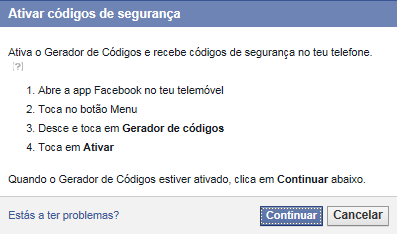 Ativar códigos de segurança
Ativa o Gerador de Códigos e recebe códigos de segurança no teu telefone.
[?]
1. Abre a app Facebook no teu telemóvel
2. Toca no botão Menu
3. Desce e toca em Gerador de códigos
4. Toca em Ativar
Quando o Gerador de Códigos estiver ativado, clica em Continuar abaixo.
Estás a ter problemas?
Continuar
Cancelar